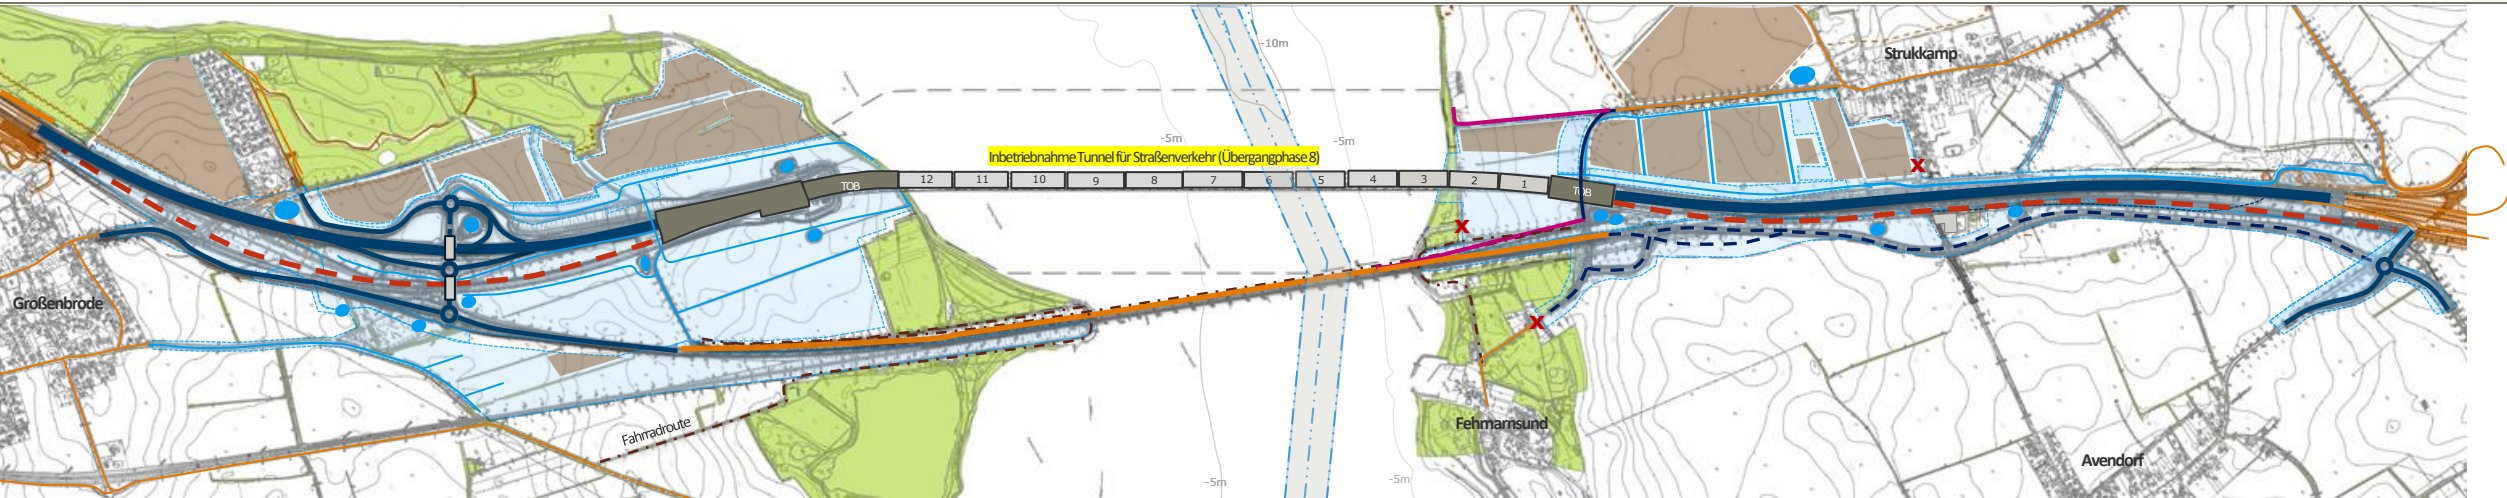 -10m
Strukkamp
-5m
-5m
Inbetriebnahme Tunnel für Straßenverkehr (Übergangphase 8)
TOB
12
11
10
9
8
7
6
5
4
3
2
1
TOB
x
x
x
Großenbrode
Fahrradroute
Fehmarnsund
Avendorf
-5m
-5m